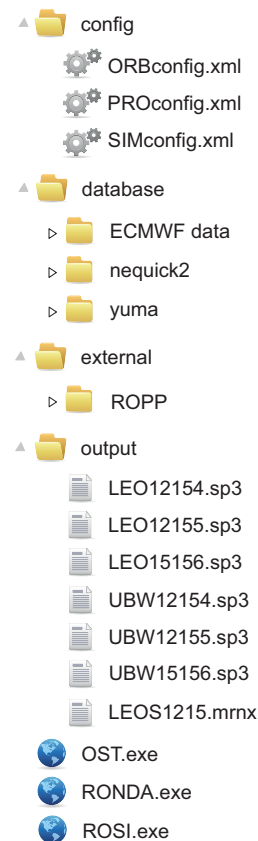 config
ORBconfig.xml
PROconfig.xml
SIMconfig.xml
database
ECMWF data
nequick2
yuma
external
ROPP
output
LEO12154.sp3
LEO12155.sp3
LEO15156.sp3
UBW12154.sp3
UBW12155.sp3
UBW15156.sp3
LEOS1215.mrnx
OST.exe
RONDA.exe
ROSI.exe